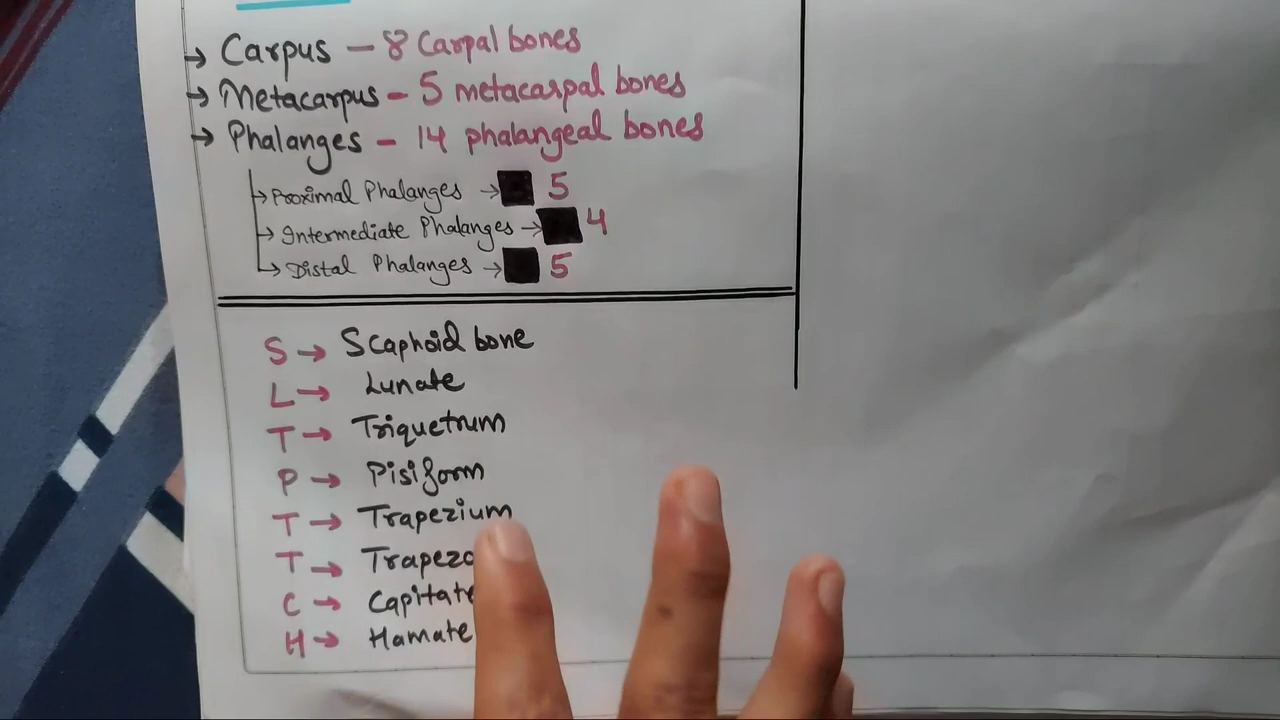 → Carpus - 8 Carpal bones
→ Metacarpus - 5 metacarpal bones
→ Phalanges - 14 phalangeal bones
→ Proximal Phalanges → 5
→ Intermediate Phalanges → 4
→ Distal Phalanges → 5
S → Scaphoid bone
L → Lunate
T → Triquetrum
P → Pisiform
T → Trapezium
T →
C → Capitate
H → Hamate